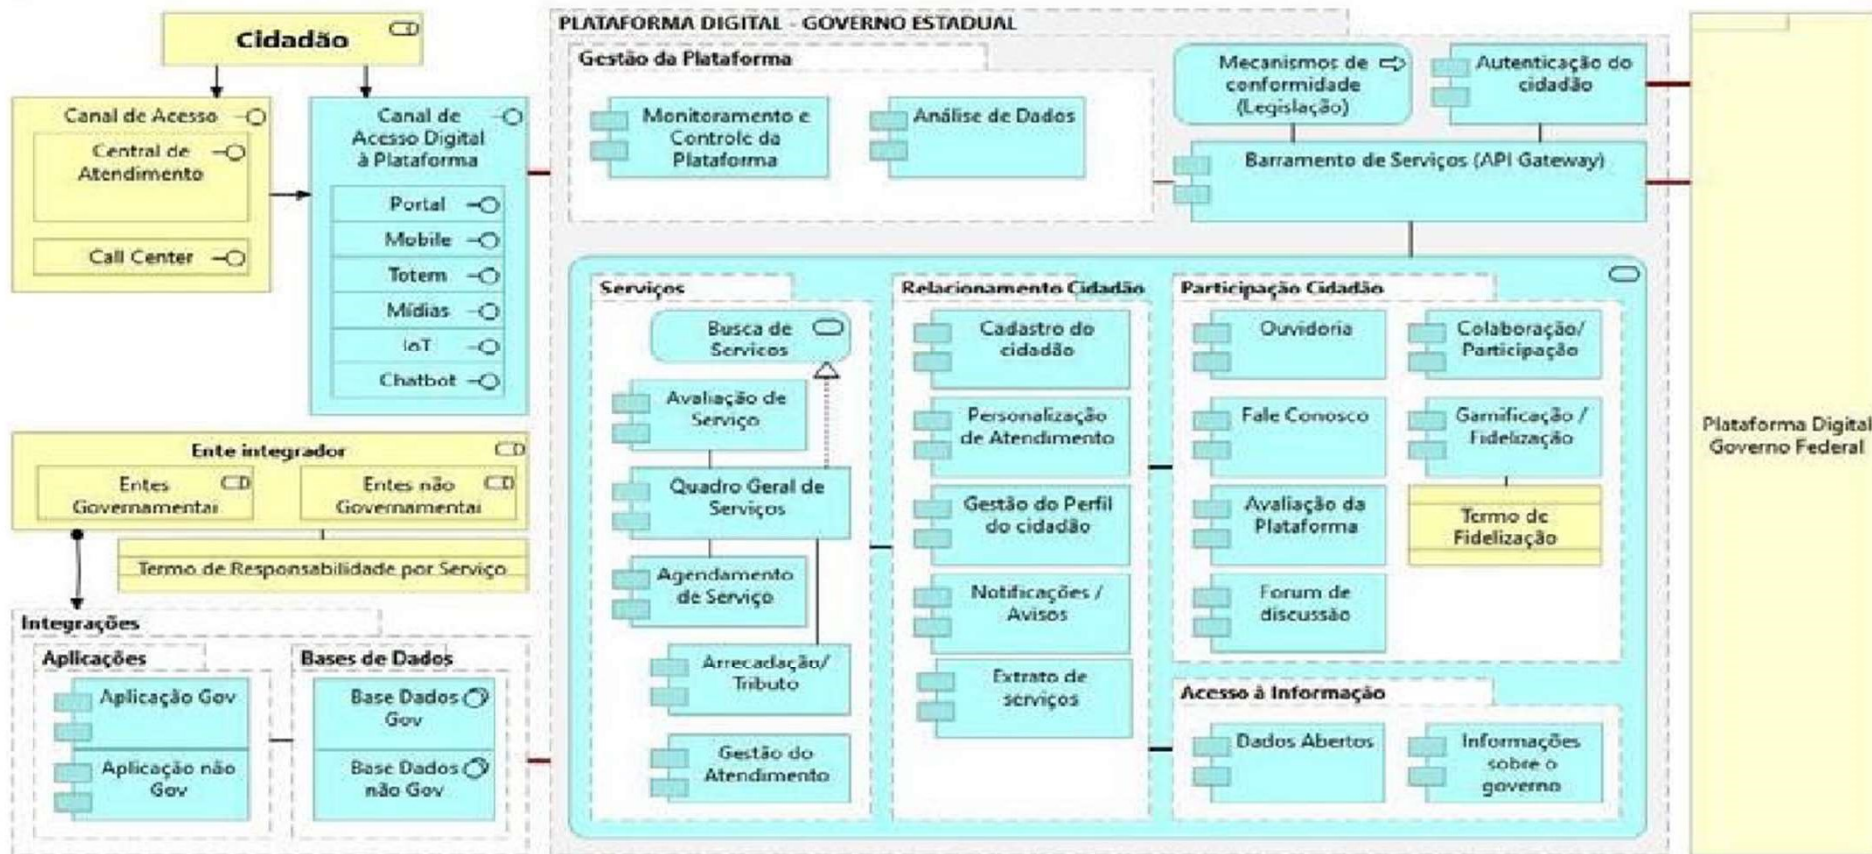 Cidadão
Canal de Acesso
Central de
Atendimento
Call Center
Canal de
Acesso Digital
à Plataforma
Portal
Mobile
Totem
Mídias
IoT
Chatbot
Ente integrador
Entes
Governamentai
Entes não
Governamentai
Termo de Responsabilidade por Serviço
Integrações
Aplicações
Aplicação Gov
Aplicação não
Gov
Bases de Dados
Base Dados
Gov
Base Dados
não Gov
PLATAFORMA DIGITAL - GOVERNO ESTADUAL
Gestão da Plataforma
Monitoramento e
Controle da
Plataforma
Análise de Dados
Mecanismos de
conformidade
(Legislação)
Autenticação do
cidadão
Barramento de Serviços (API Gateway)
Serviços
Busca de
Servicos
Avaliação de
Serviço
Quadro Geral de
Serviços
Agendamento
de Serviço
Arrecadação/
Tributo
Gestão do
Atendimento
Relacionamento Cidadão
Cadastro do
cidadão
Personalização
de Atendimento
Gestão do Perfil
do cidadão
Notificações /
Avisos
Extrato de
serviços
Participação Cidadão
Ouvidoria
Colaboração/
Participação
Fale Conosco
Gamificação /
Fidelização
Avaliação da
Plataforma
Termo de
Fidelização
Forum de
discussão
Acesso à Informação
Dados Abertos
Informações
sobre o
governo
Plataforma Digital
Governo Federal